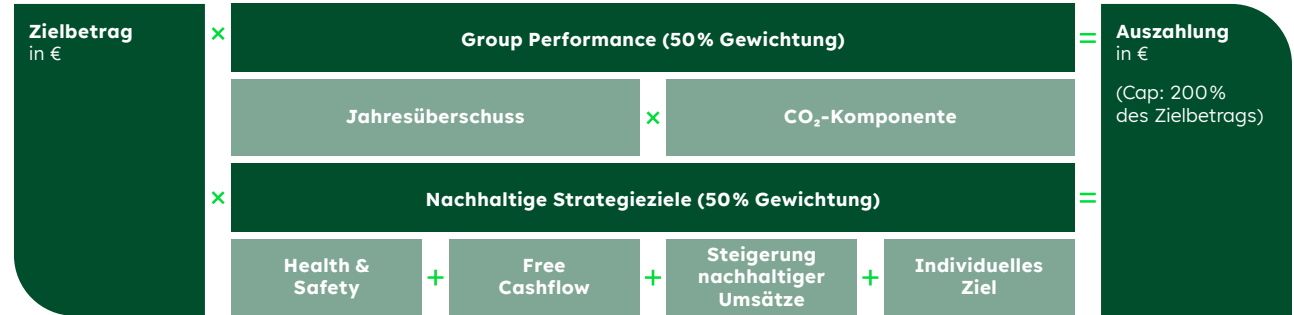 Zielbetrag
in €
×
Group Performance (50% Gewichtung)
=
Auszahlung
in €
(Cap: 200%
des Zielbetrags)
Jahresüberschuss
×
CO₂-Komponente
×
Nachhaltige Strategieziele (50% Gewichtung)
=
Health &
Safety
+
Free
Cashflow
+
Steigerung
nachhaltiger
Umsätze
+
Individuelles
Ziel